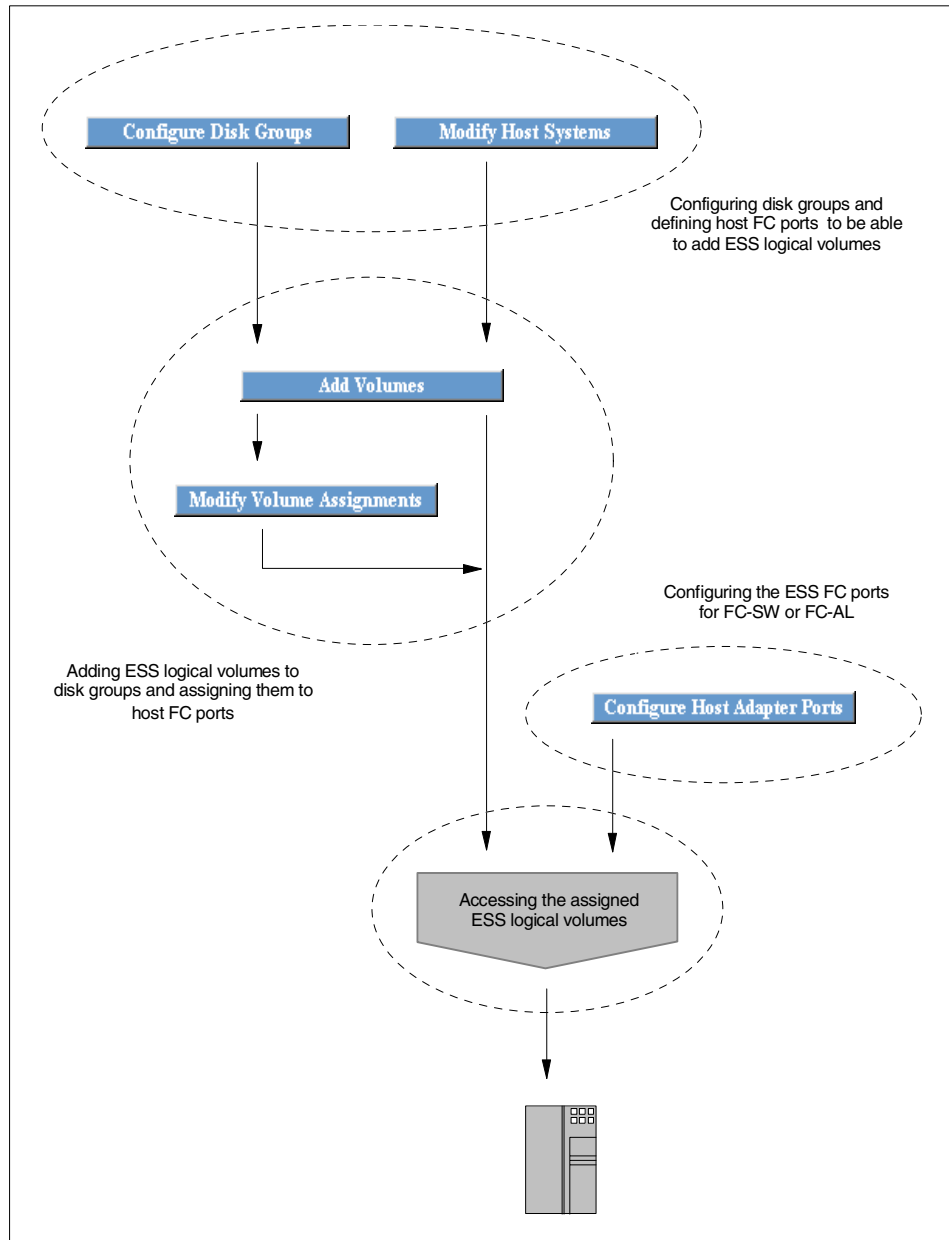 Configure Disk Groups
Modify Host Systems
Configuring disk groups and
defining host FC ports to be able
to add ESS logical volumes
Add Volumes
Modify Volume Assignments
Configuring the ESS FC ports
for FC-SW or FC-AL
Adding ESS logical volumes to
disk groups and assigning them to
host FC ports
Configure Host Adapter Ports
Accessing the assigned
ESS logical volumes